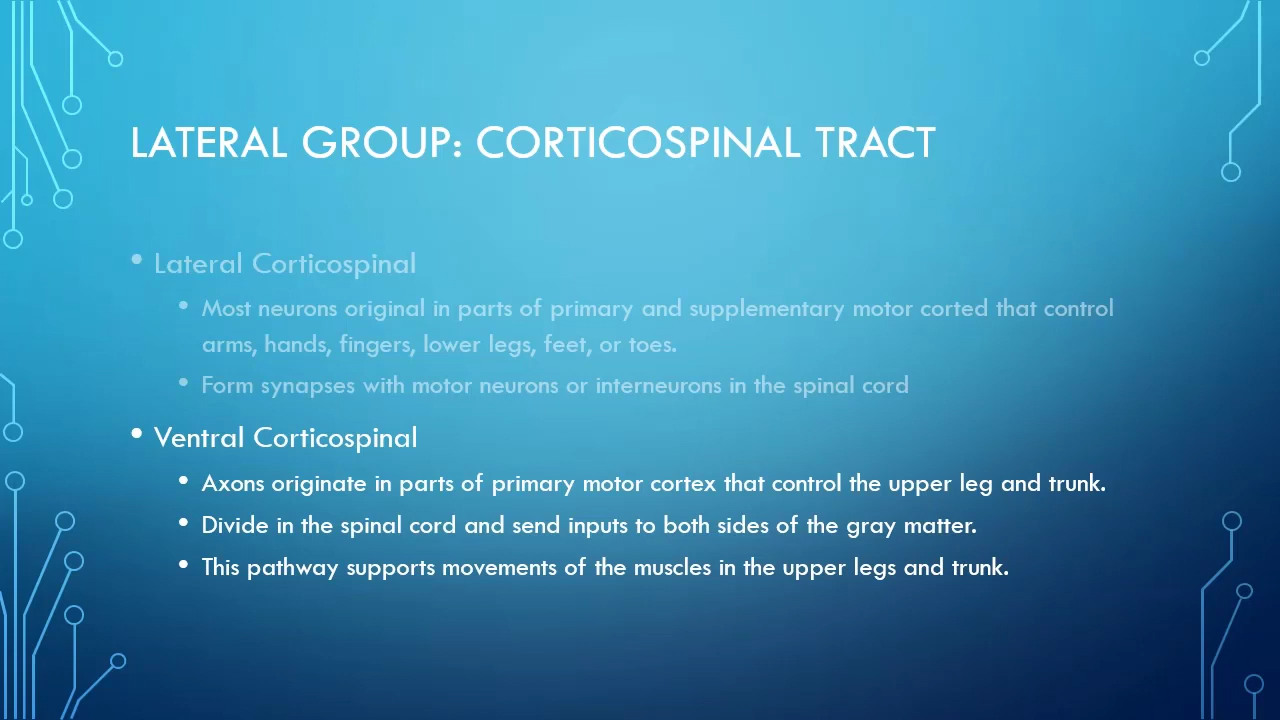 LATERAL GROUP: CORTICOSPINAL TRACT
• Lateral Corticospinal
• Most neurons original in parts of primary and supplementary motor corted that control
arms, hands, fingers, lower legs, feet, or toes.
• Form synapses with motor neurons or interneurons in the spinal cord
• Ventral Corticospinal
• Axons originate in parts of primary motor cortex that control the upper leg and trunk.
• Divide in the spinal cord and send inputs to both sides of the gray matter.
• This pathway supports movements of the muscles in the upper legs and trunk.